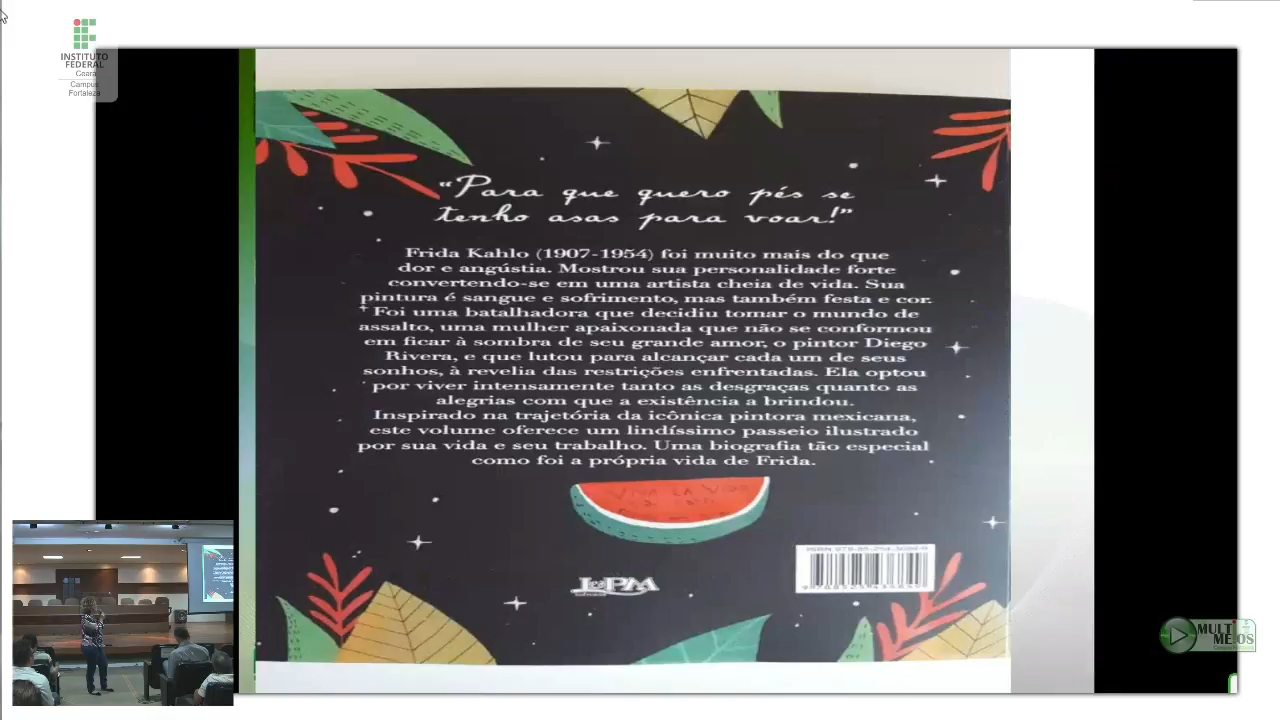 INSTITUTO
FEDERAL
Ceará
Campus
Fortaleza
“Para que quero pés se
tenho asas para voar!”
Frida Kahlo (1907-1954) foi muito mais do que
dor e angústia. Mostrou sua personalidade forte
convertendo-se em uma artista cheia de vida. Sua
pintura é sangue e sofrimento, mas também festa e cor.
Foi uma batalhadora que decidiu tomar o mundo de
assalto, uma mulher apaixonada que não se conformou
em ficar à sombra de seu grande amor, o pintor Diego
Rivera, e que lutou para alcançar cada um de seus
sonhos, à revelia das restrições enfrentadas. Ela optou
por viver intensamente tanto as desgraças quanto as
alegrias com que a existência a brindou.
Inspirado na trajetória da icônica pintora mexicana,
este volume oferece um lindíssimo passeio ilustrado
por sua vida e seu trabalho. Uma biografia tão especial
como foi a própria vida de Frida.
VIVA LA VIDA
L&PM
ISBN
MULTIMEIOS